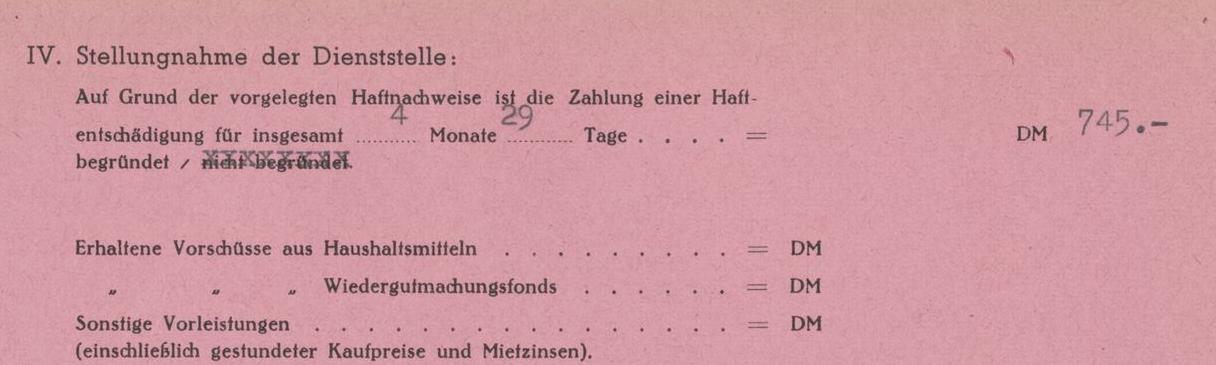 IV. Stellungnahme der Dienststelle:
Auf Grund der vorgelegten Haftnachweise ist die Zahlung einer Haft-
entschädigung für insgesamt 4 Monate 29 Tage . . . . = DM 745.-
begründet / nicht begründet.
Erhaltene Vorschüsse aus Haushaltsmitteln . . . . . . . . . = DM
„ „ „ Wiedergutmachungsfonds . . . . . . = DM
Sonstige Vorleistungen . . . . . . . . . . . . . . . . = DM
(einschließlich gestundeter Kaufpreise und Mietzinsen).